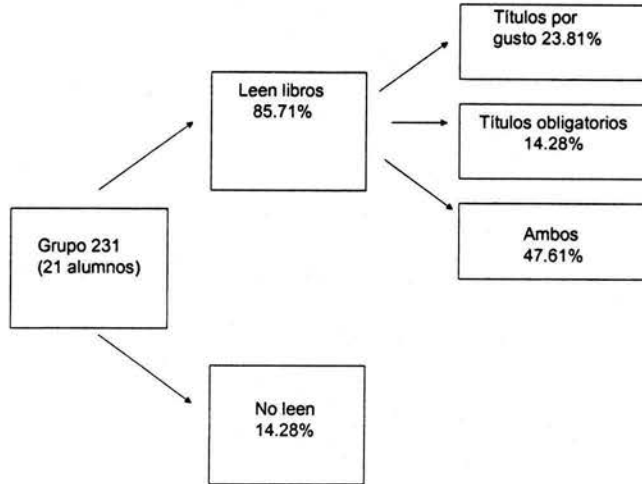 Títulos por
gusto 23.81%
Leen libros
85.71%
Títulos obligatorios
14.28%
Grupo 231
(21 alumnos)
Ambos
47.61%
No leen
14.28%